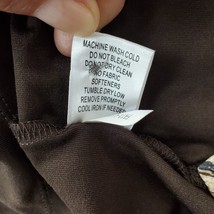 MACHINE WASH COLD
DO NOT BLEACH
DO NOT DRY CLEAN
NO FABRIC
SOFTENERS
TUMBLE DRY LOW
REMOVE PROMPTLY.
COOL IRON IF NEEDED